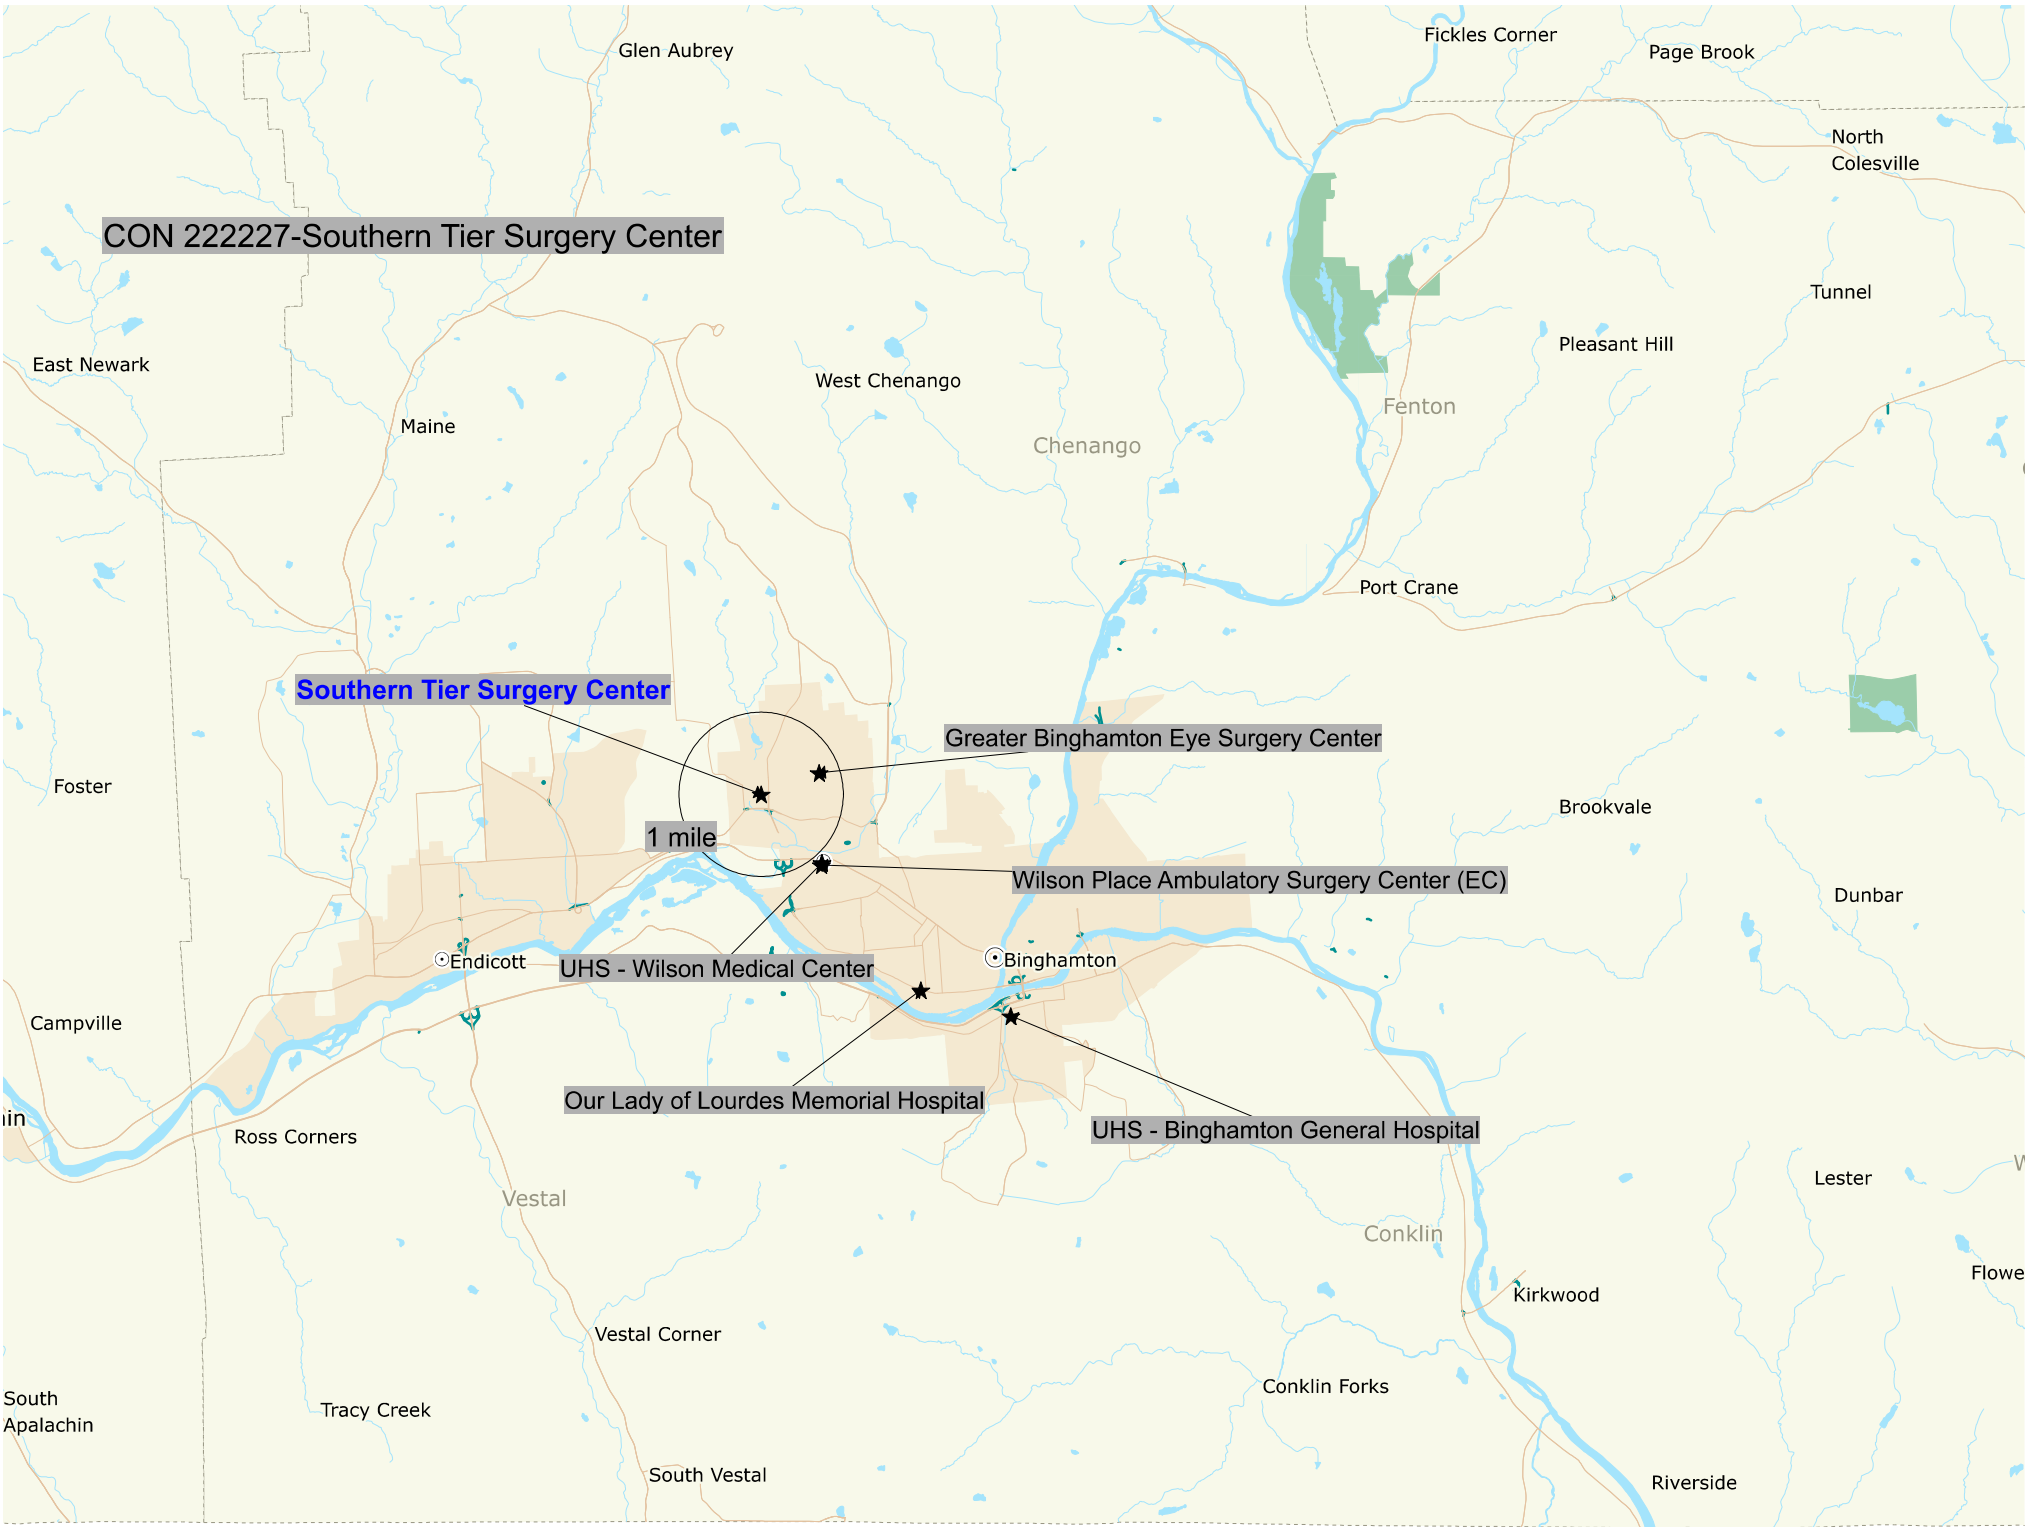 Glen Aubrey
Fickles Corner
Page Brook
North
Colesville
CON 222227-Southern Tier Surgery Center
Tunnel
Pleasant Hill
East Newark
West Chenango
Fenton
Maine
Chenango
Port Crane
Southern Tier Surgery Center
Greater Binghamton Eye Surgery Center
Foster
Brookvale
1 mile
Wilson Place Ambulatory Surgery Center (EC)
Dunbar
Endicott
Binghamton
UHS - Wilson Medical Center
Campville
Our Lady of Lourdes Memorial Hospital
in
UHS - Binghamton General Hospital
Ross Corners
W
Lester
Vestal
Conklin
Flowe
Kirkwood
Vestal Corner
Conklin Forks
South
Apalachin
Tracy Creek
South Vestal
Riverside